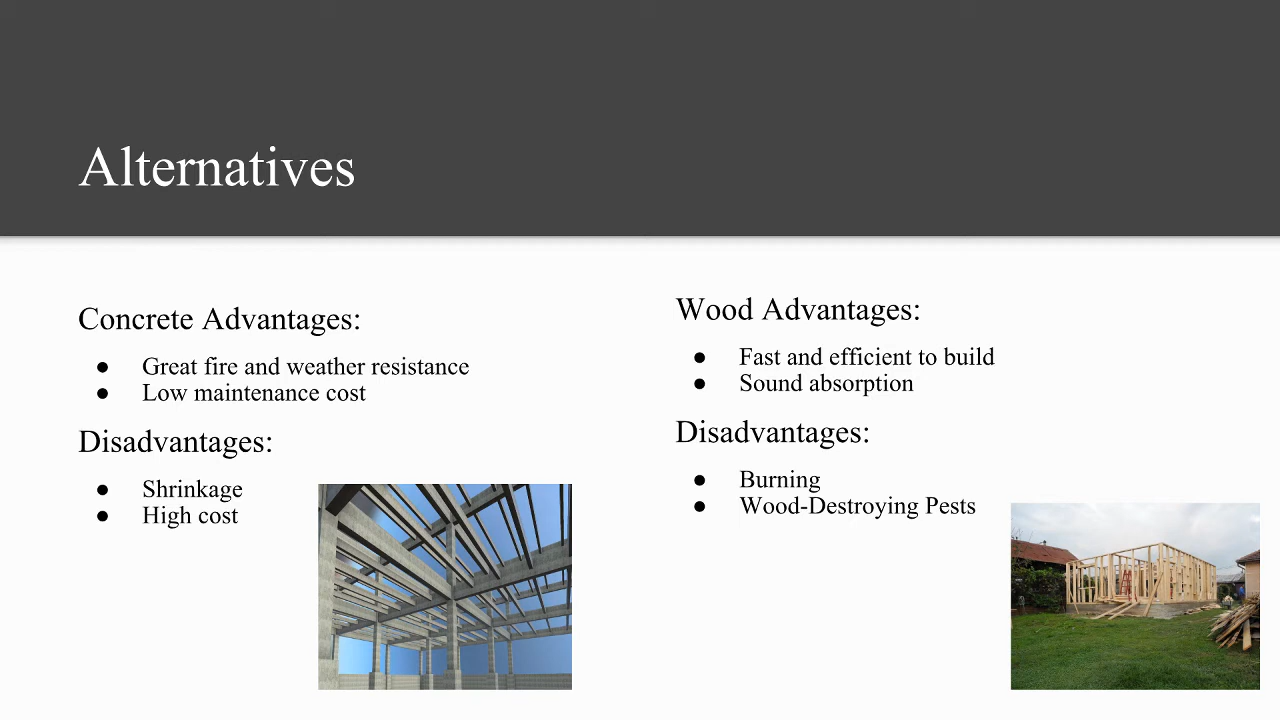 Alternatives
Concrete Advantages:
● Great fire and weather resistance
● Low maintenance cost
Disadvantages:
● Shrinkage
● High cost
Wood Advantages:
● Fast and efficient to build
● Sound absorption
Disadvantages:
● Burning
● Wood-Destroying Pests